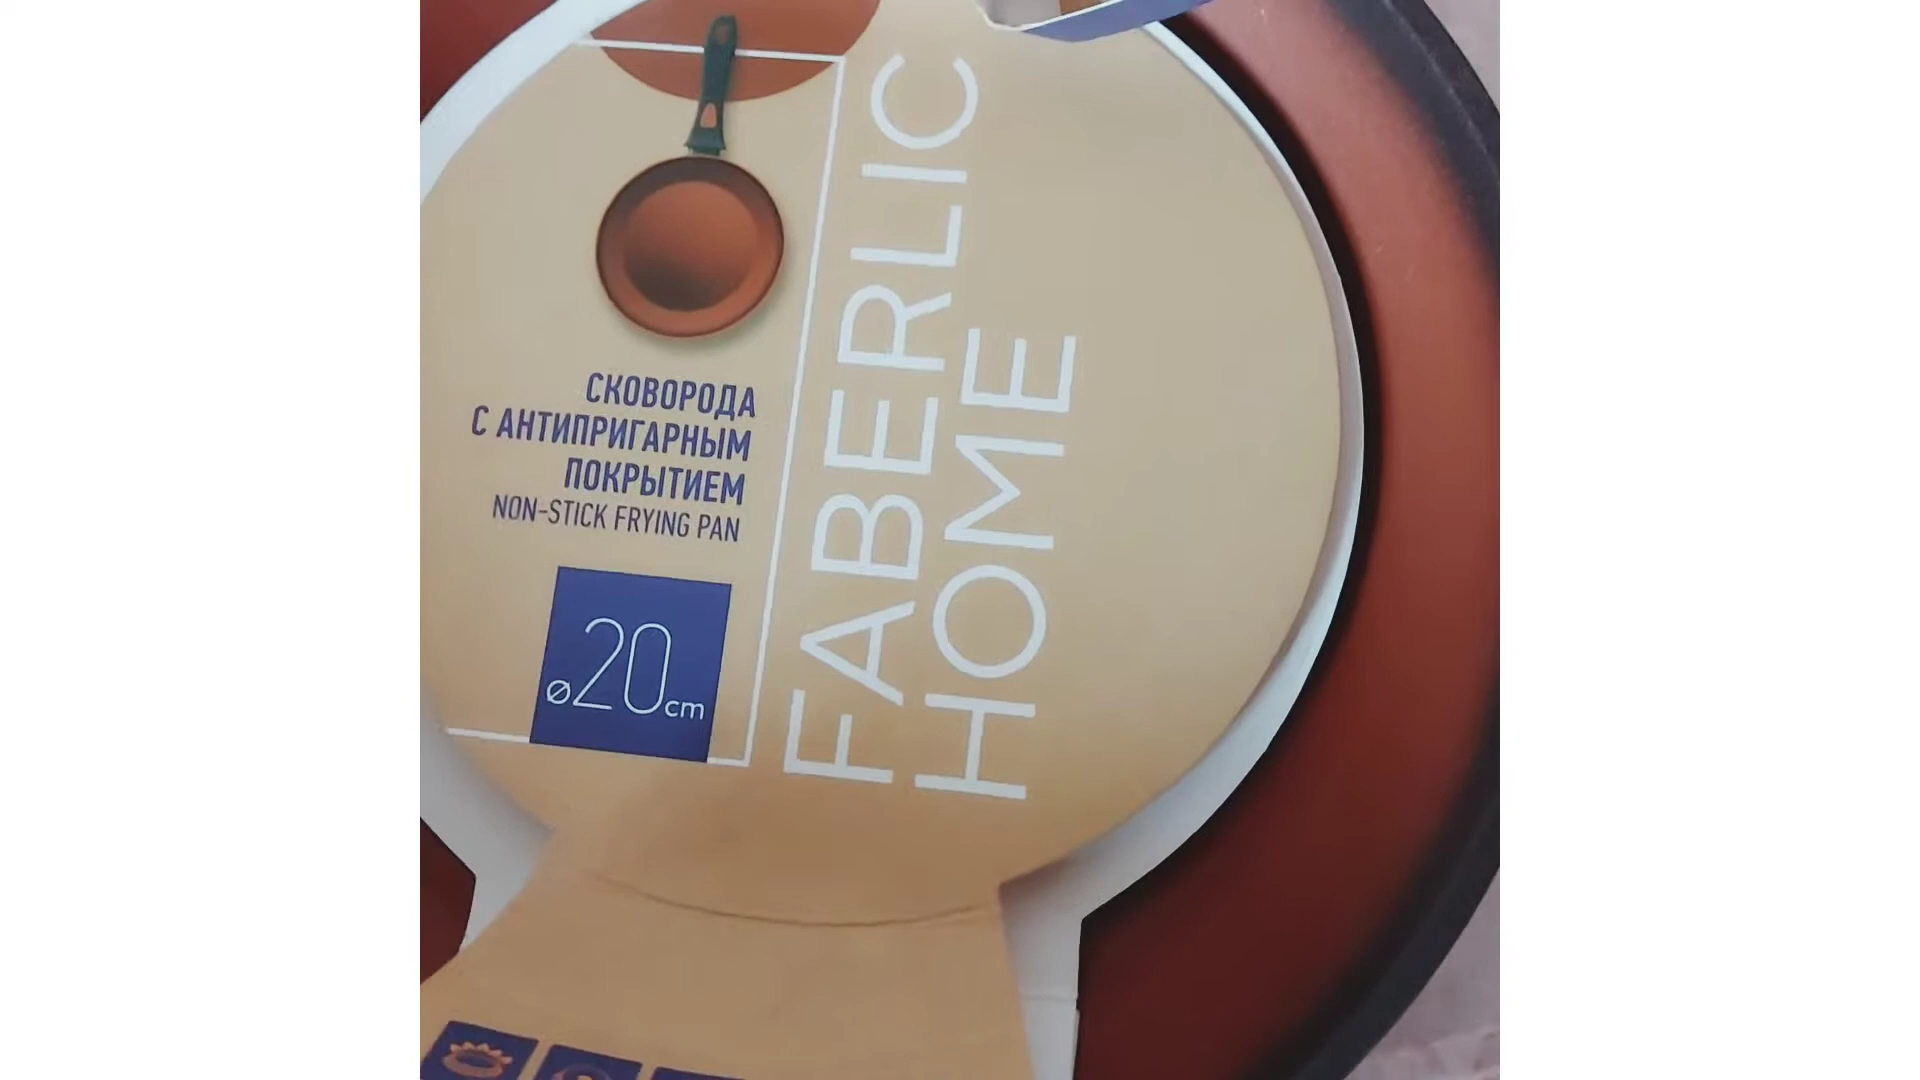 СКОВОРОДА
С АНТИПРИГАРНЫМ
ПОКРЫТИЕМ
NON-STICK FRYING PAN
ø20cm
FABERLIC
HOME